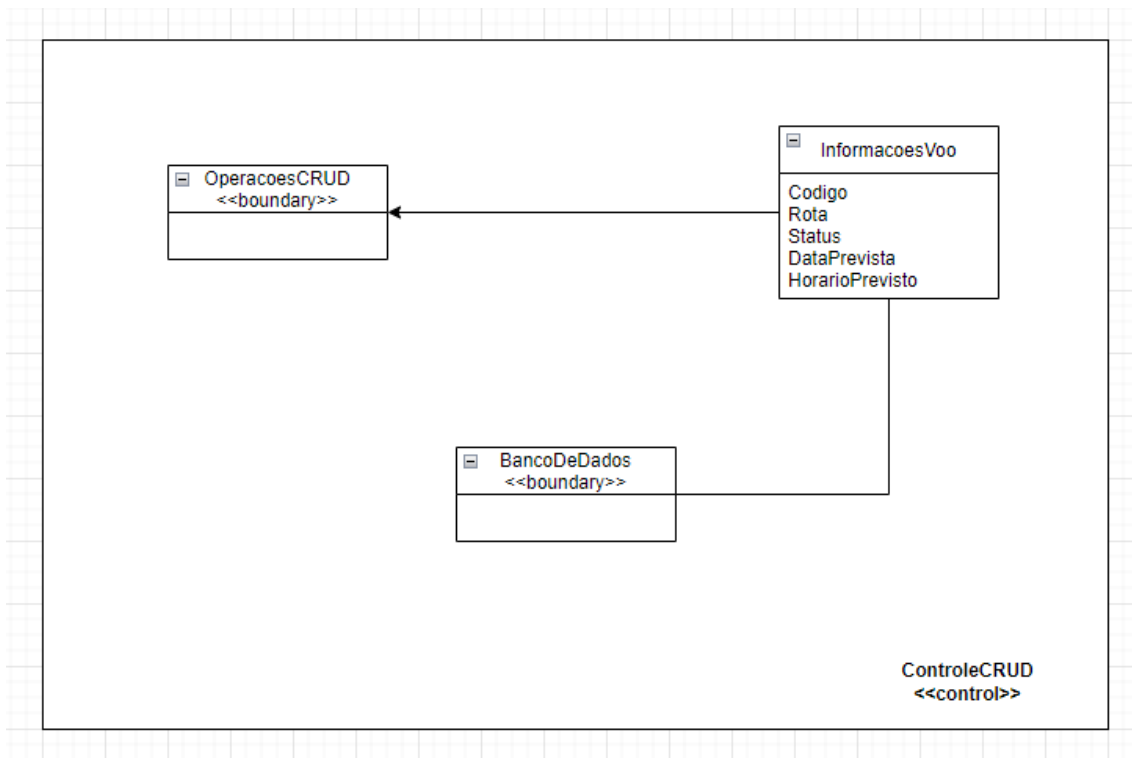 OperacoesCRUD
<<boundary>>
InformacoesVoo
Codigo
Rota
Status
DataPrevista
HorarioPrevisto
BancoDeDados
<<boundary>>
ControleCRUD
<<control>>